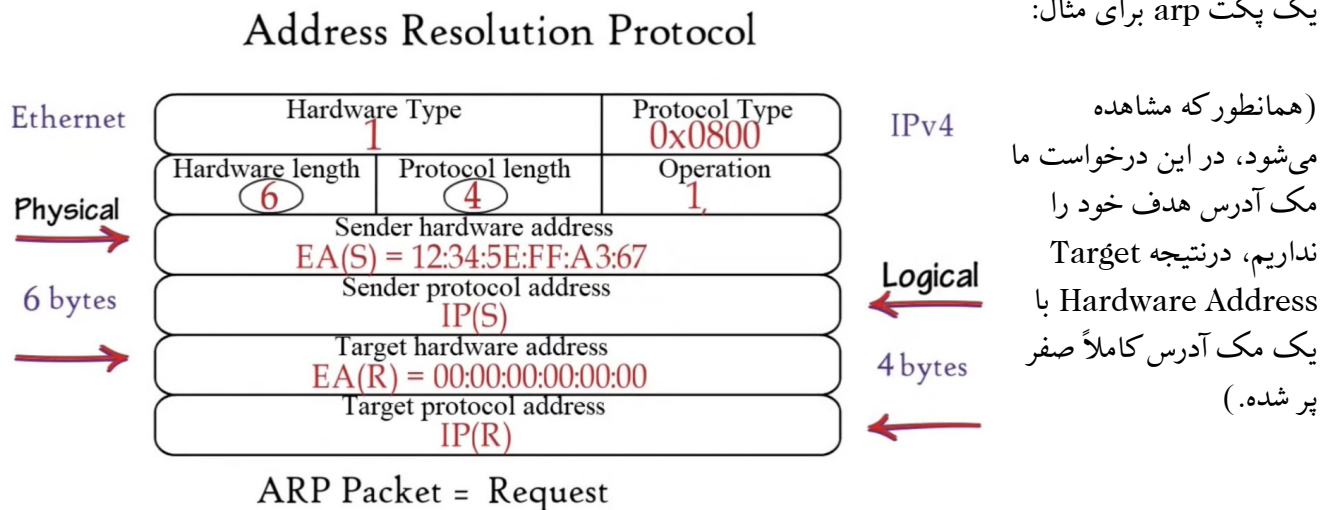 یک پکت arp برای مثال:
(همانطور که مشاهده
می‌شود، در این درخواست ما
مک آدرس هدف خود را
نداریم، درنتیجه Target
Hardware Address با
یک مک آدرس کاملاً صفر
پر شده.)
Address Resolution Protocol
Ethernet
Hardware Type
1
Protocol Type
0x0800
IPv4
Hardware length
6
Protocol length
4
Operation
1,
Physical
Sender hardware address
EA(S) = 12:34:5E:FF:A3:67
6 bytes
Sender protocol address
IP(S)
Logical
Target hardware address
EA(R) = 00:00:00:00:00:00
4 bytes
Target protocol address
IP(R)
ARP Packet = Request